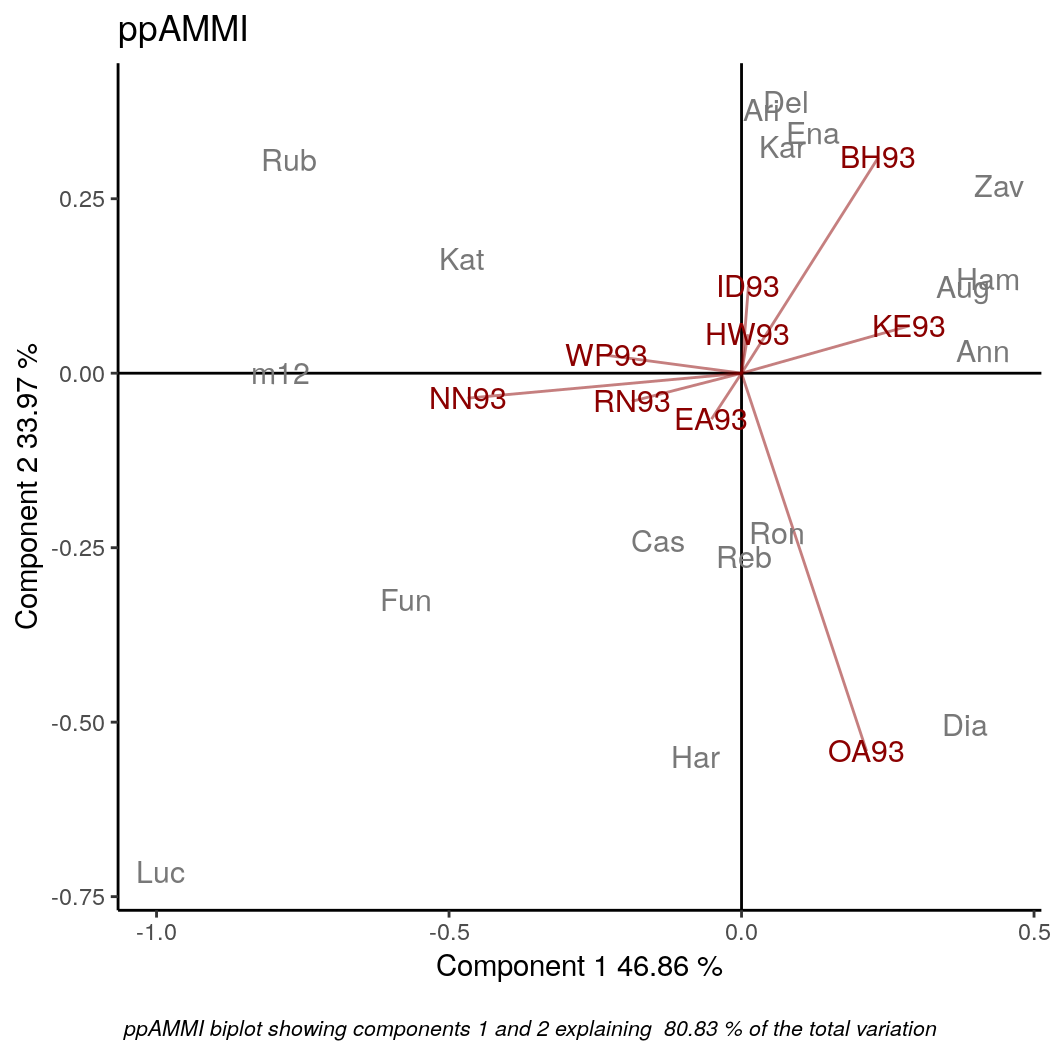 ppAMMI
Del
Ari
Ena
Kar
BH93
Rub
Zav
0.25
Kat
Ham
Aug
ID93
KE93
HW93
WP93
Ann
0.00
m12
NN93
RN93
EA93
Component 2 33.97 %
Ron
Cas
-0.25
Reb
Fun
-0.50
Dia
OA93
Har
Luc
-0.75
-1.0 -0.5 0.0 0.5
Component 1 46.86 %
ppAMMI biplot showing components 1 and 2 explaining 80.83 % of the total variation